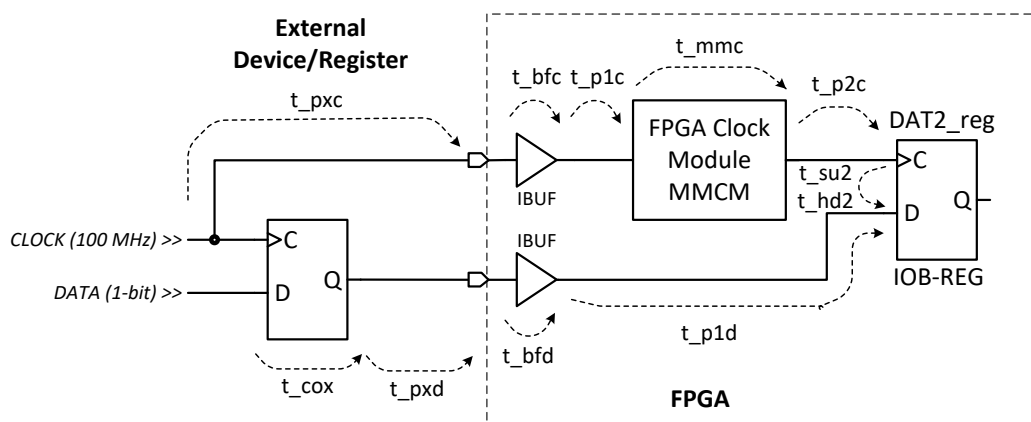 External
Device/Register
t_pxc
t_bfc
t_p1c
t_mmc
t_p2c
FPGA Clock
Module
MMCM
DAT2_reg
C
D
Q
IOB-REG
t_su2
t_hd2
IBUF
IBUF
CLOCK (100 MHz) >>
DATA (1-bit) >>
C
D
Q
t_cox
t_pxd
t_bfd
t_p1d
FPGA